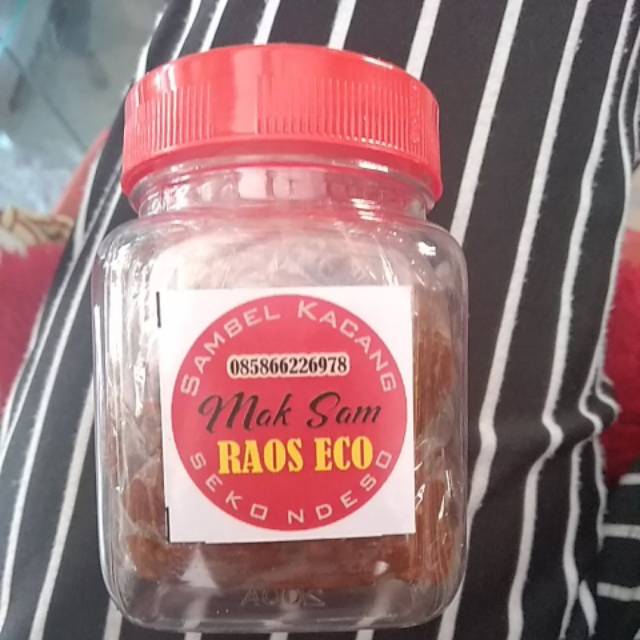 SAMBEL KACANG
085866226978
Mak Sam
RAOS ECO
SEKO NDESO